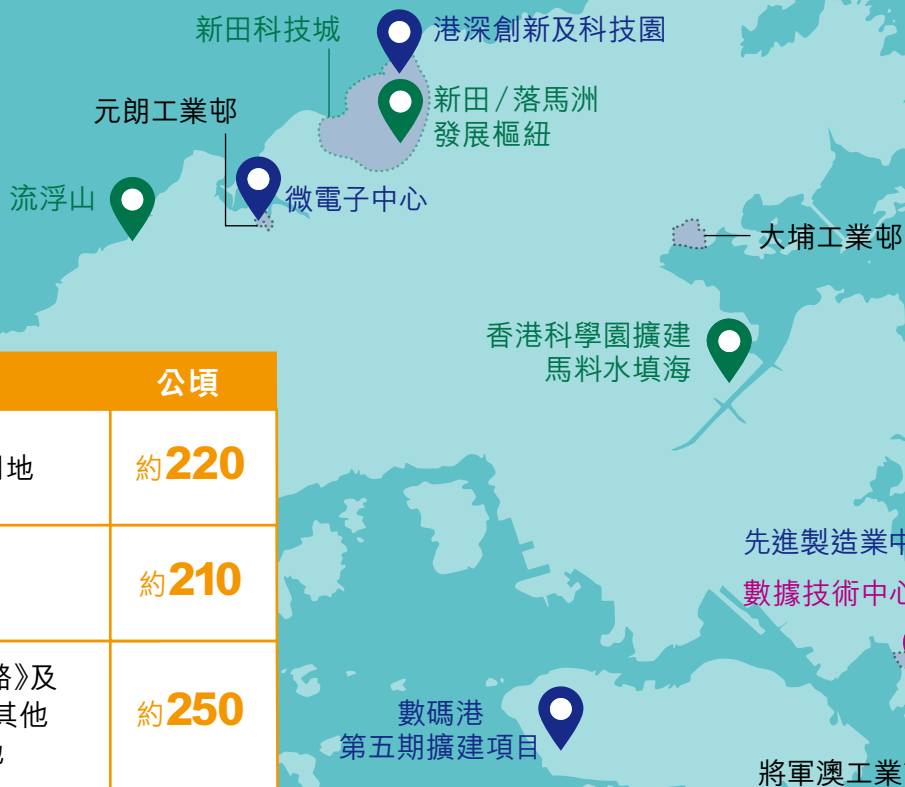 新田科技城
港深創新及科技園
新田/落馬洲
發展樞紐
元朗工業邨
流浮山
微電子中心
大埔工業邨
香港科學園擴建
馬料水填海
公頃
用地
約220
約210
略》及
其他
約250
先進製造業中
數據技術中心
數碼港
第五期擴建項目
將軍澳工業